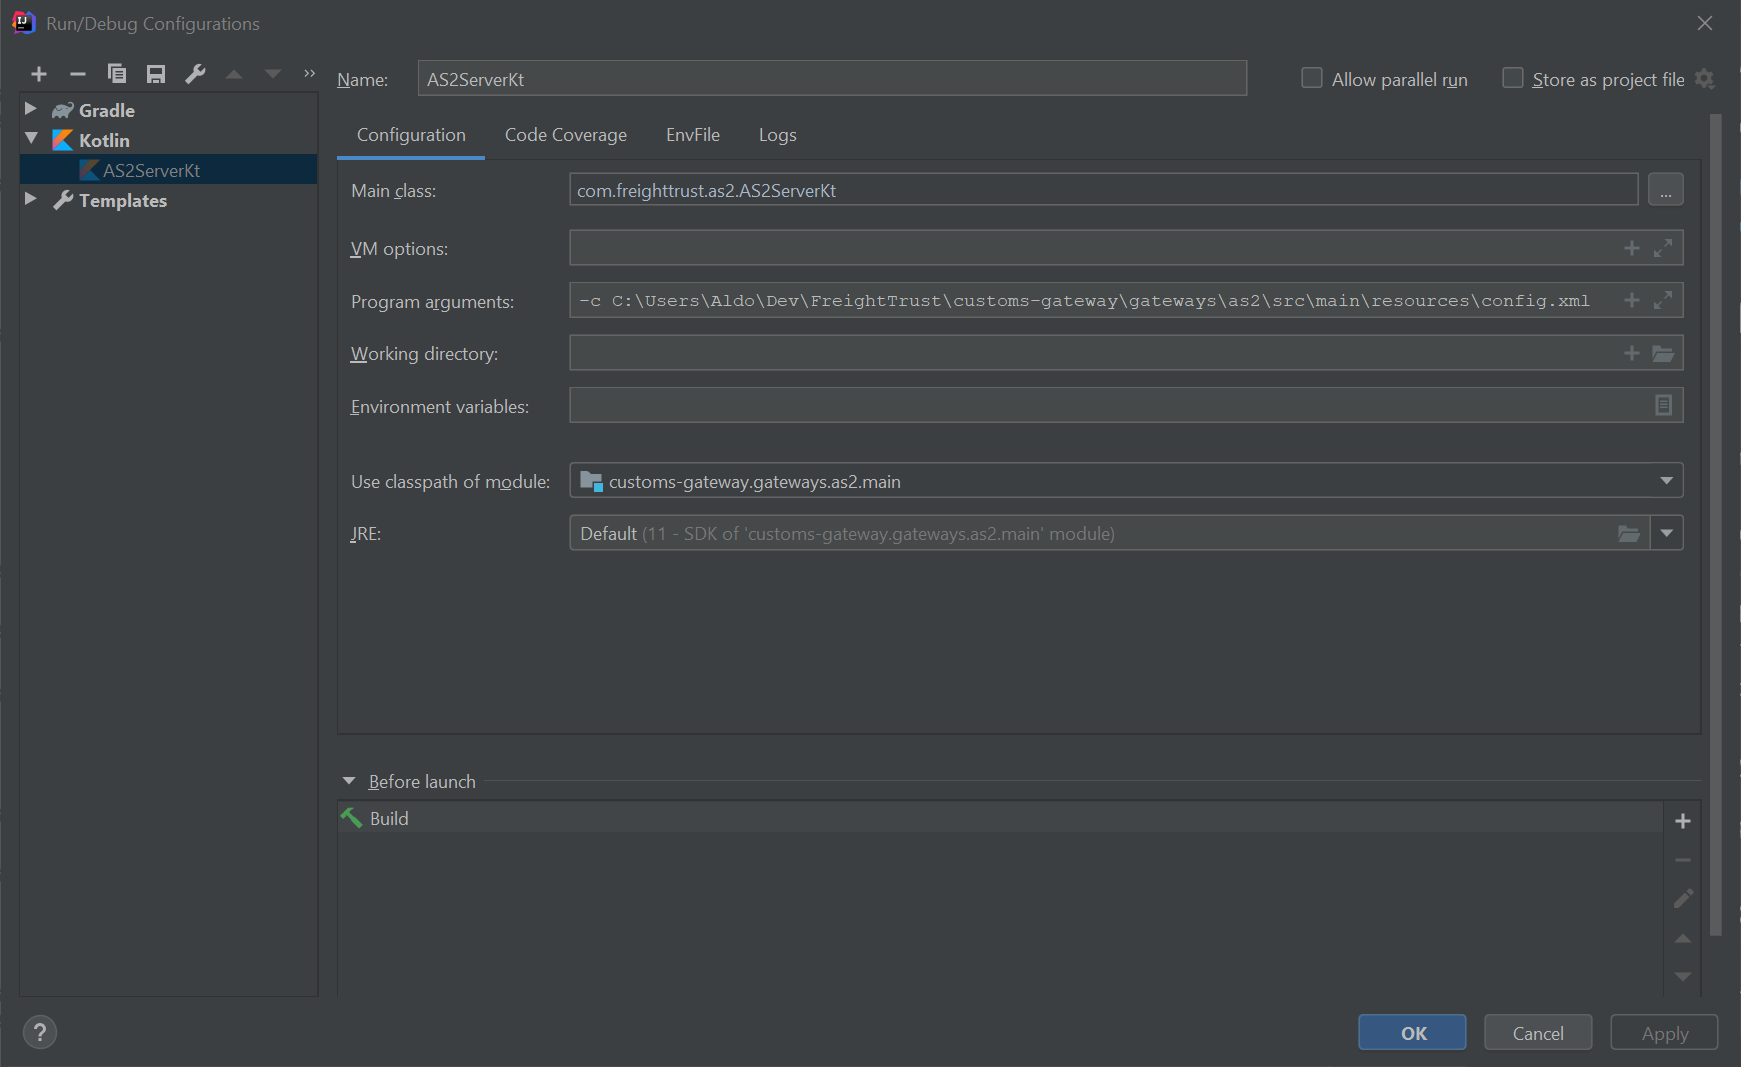 Run/Debug Configurations
Name: AS2ServerKt
Allow parallel run
Store as project file
Gradle
Kotlin
AS2ServerKt
Templates
Configuration Code Coverage EnvFile Logs
Main class: com.freighttrust.as2.AS2ServerKt ...
VM options:
Program arguments: -c C:\Users\Aldo\Dev\FreightTrust\customs-gateway\gateways\as2\src\main\resources\config.xml
Working directory:
Environment variables:
Use classpath of module: customs-gateway.gateways.as2.main
JRE: Default (11 - SDK of 'customs-gateway.gateways.as2.main' module)
Before launch
Build
? OK Cancel Apply